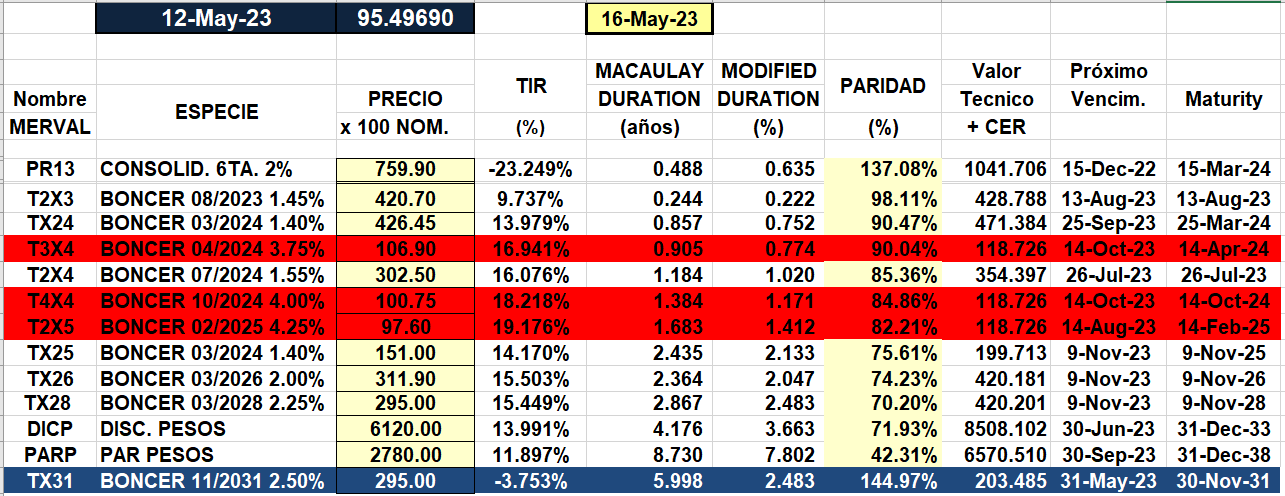 12-May-23 95.49690 16-May-23
MACAULAY MODIFIED Valor Próximo
TIR PARIDAD
Nombre DURATION DURATION Tecnico Vencim. Maturity
ESPECIE PRECIO
MERVAL x 100 NOM. (%) (años) (%) (%) + CER
PR13 CONSOLID. 6TA. 2% 759.90 -23.249% 0.488 0.635 137.08% 1041.706 15-Dec-22 15-Mar-24
T2X3 BONCER 08/2023 1.45% 420.70 9.737% 0.244 0.222 98.11% 428.788 13-Aug-23 13-Aug-23
TX24 BONCER 03/2024 1.40% 426.45 13.979% 0.857 0.752 90.47% 471.384 25-Sep-23 25-Mar-24
T3X4 BONCER 04/2024 3.75% 106.90 16.941% 0.905 0.774 90.04% 118.726 14-Oct-23 14-Apr-24
T2X4 BONCER 07/2024 1.55% 302.50 16.076% 1.184 1.020 85.36% 354.397 26-Jul-23 26-Jul-23
T4X4 BONCER 10/2024 4.00% 100.75 18.218% 1.384 1.171 84.86% 118.726 14-Oct-23 14-Oct-24
T2X5 BONCER 02/2025 4.25% 97.60 19.176% 1.683 1.412 82.21% 118.726 14-Aug-23 14-Feb-25
TX25 BONCER 03/2024 1.40% 151.00 14.170% 2.435 2.133 75.61% 199.713 9-Nov-23 9-Nov-25
TX26 BONCER 03/2026 2.00% 311.90 15.503% 2.364 2.047 74.23% 420.181 9-Nov-23 9-Nov-26
TX28 BONCER 03/2028 2.25% 295.00 15.449% 2.867 2.483 70.20% 420.201 9-Nov-23 9-Nov-28
DICP DISC. PESOS 6120.00 13.991% 4.176 3.663 71.93% 8508.102 30-Jun-23 31-Dec-33
PARP PAR PESOS 2780.00 11.897% 8.730 7.802 42.31% 6570.510 30-Sep-23 31-Dec-38
TX31 BONCER 11/2031 2.50% 295.00 -3.753% 5.998 2.483 144.97% 203.485 31-May-23 30-Nov-31